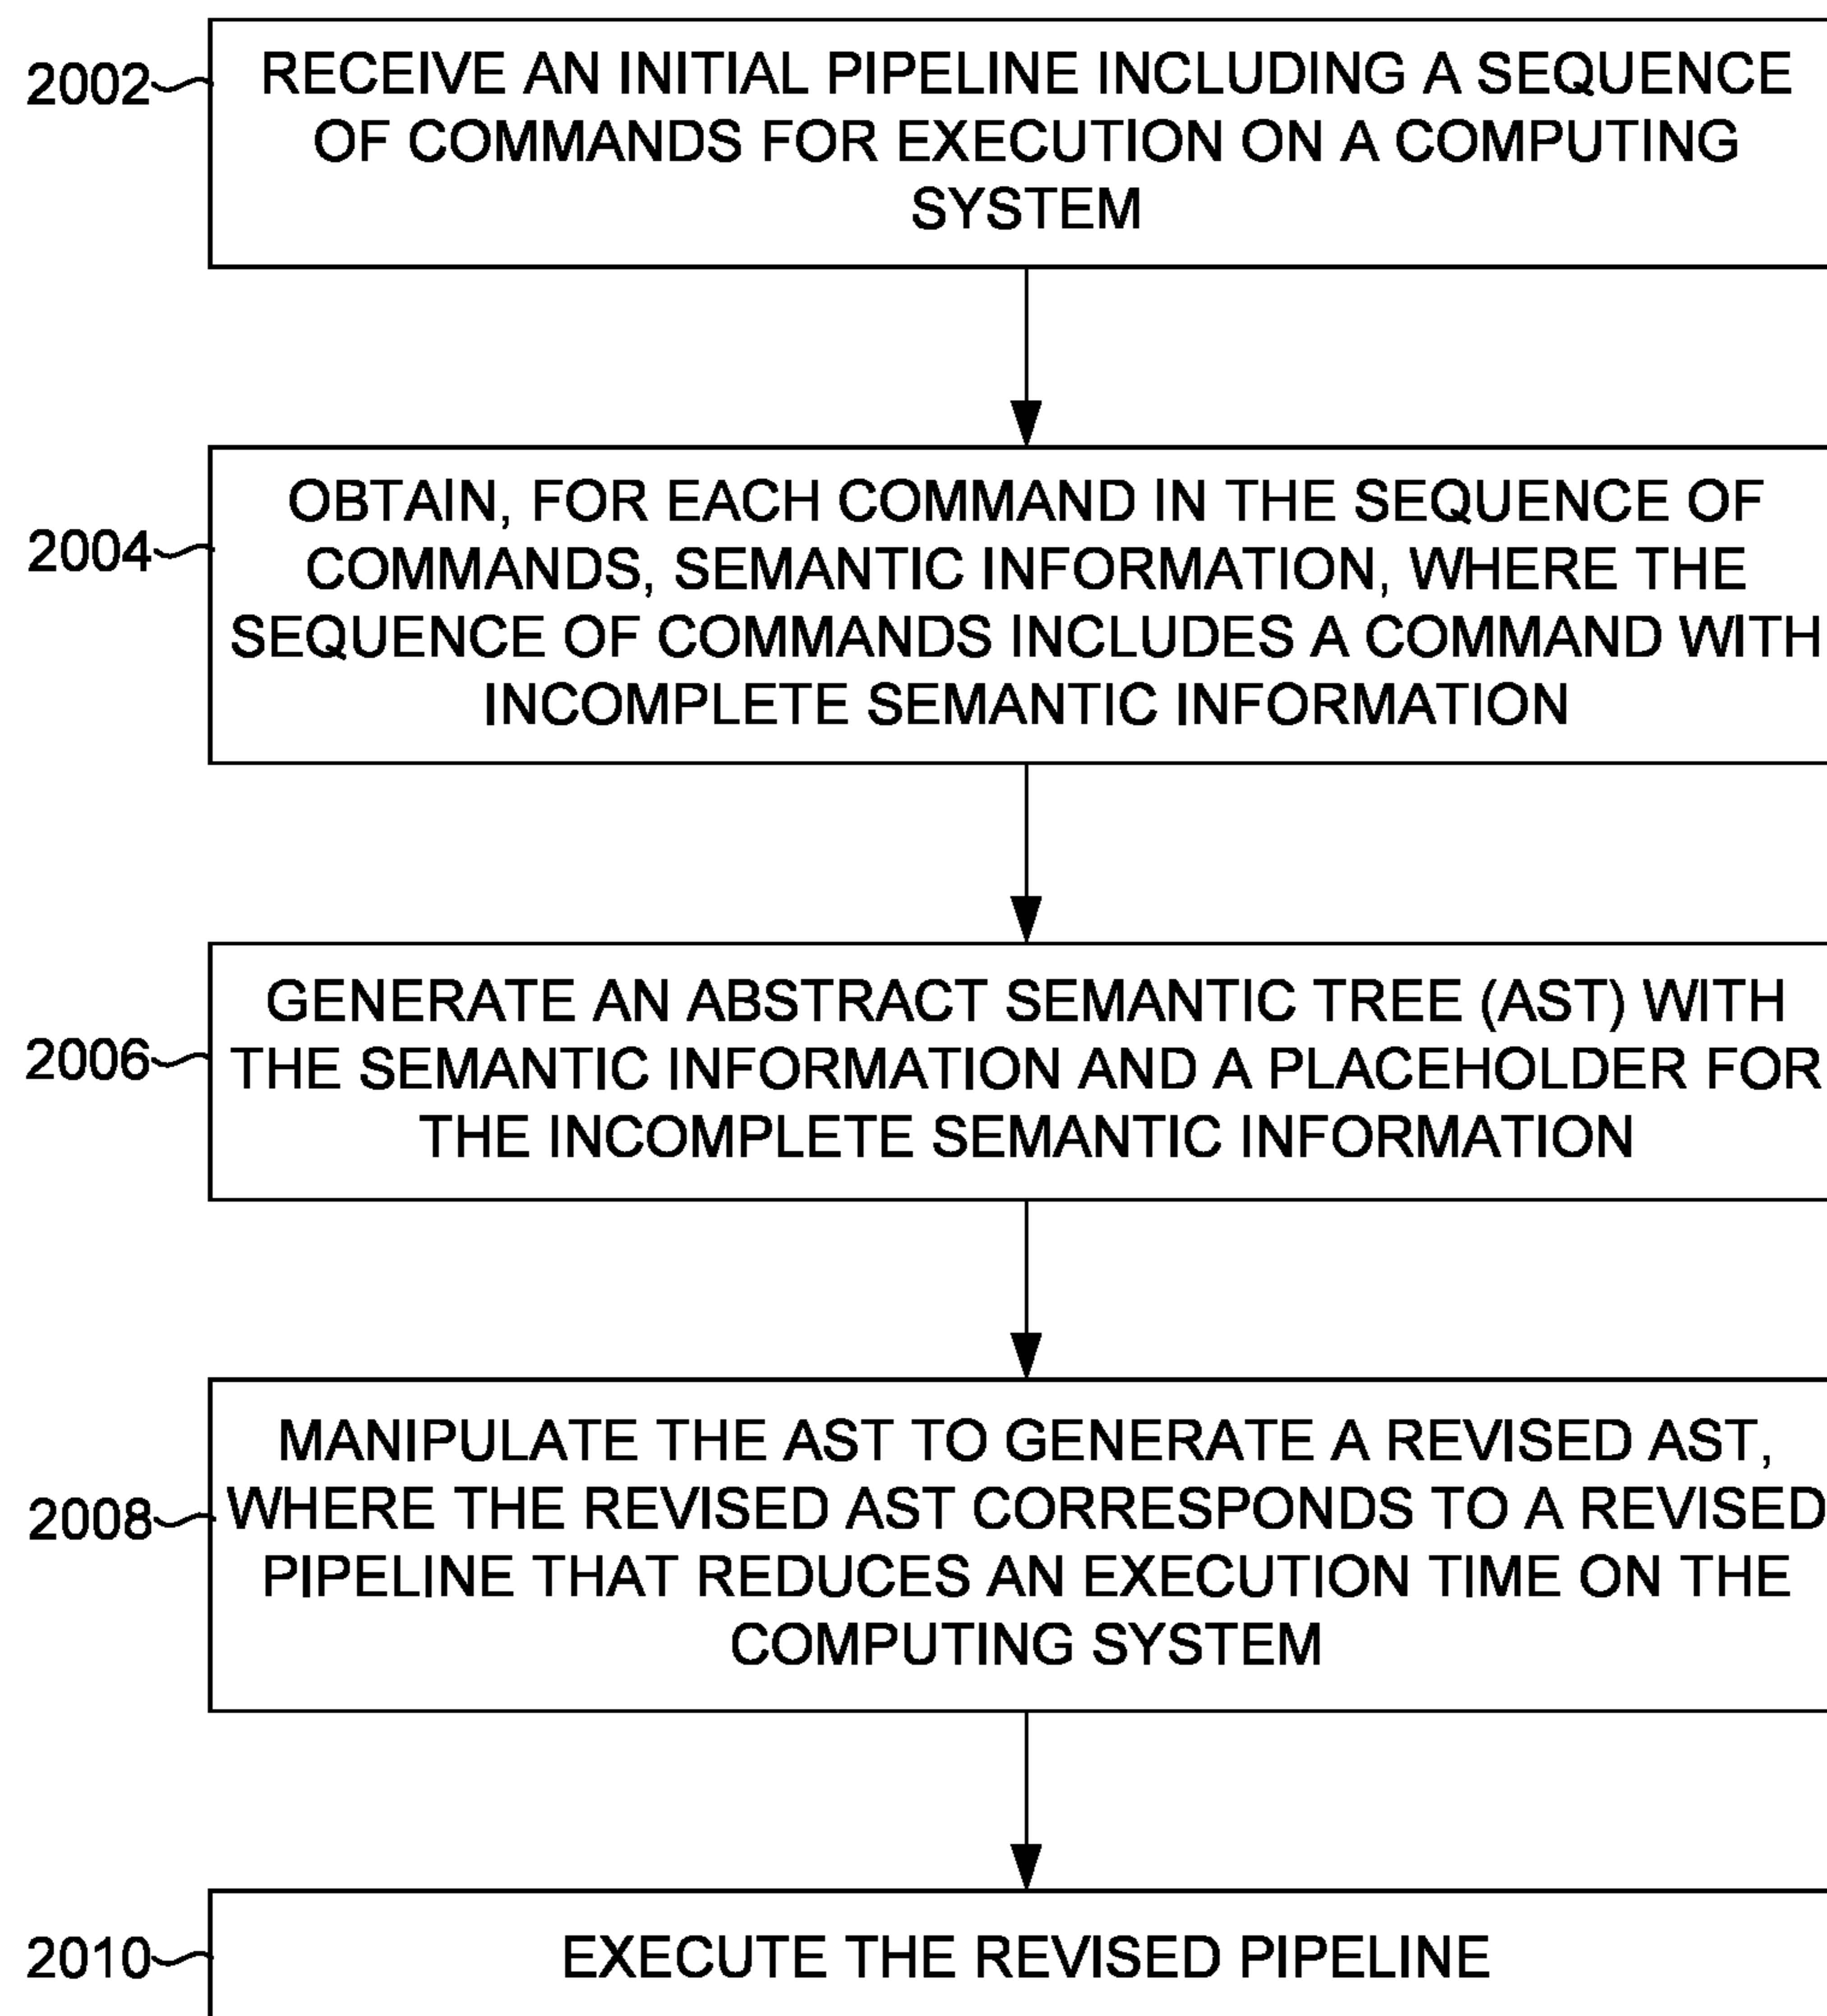 2002
RECEIVE AN INITIAL PIPELINE INCLUDING A SEQUENCE
OF COMMANDS FOR EXECUTION ON A COMPUTING
SYSTEM
2004
OBTAIN, FOR EACH COMMAND IN THE SEQUENCE OF
COMMANDS, SEMANTIC INFORMATION, WHERE THE
SEQUENCE OF COMMANDS INCLUDES A COMMAND WITH
INCOMPLETE SEMANTIC INFORMATION
2006
GENERATE AN ABSTRACT SEMANTIC TREE (AST) WITH
THE SEMANTIC INFORMATION AND A PLACEHOLDER FOR
THE INCOMPLETE SEMANTIC INFORMATION
2008
MANIPULATE THE AST TO GENERATE A REVISED AST,
WHERE THE REVISED AST CORRESPONDS TO A REVISED
PIPELINE THAT REDUCES AN EXECUTION TIME ON THE
COMPUTING SYSTEM
2010
EXECUTE THE REVISED PIPELINE